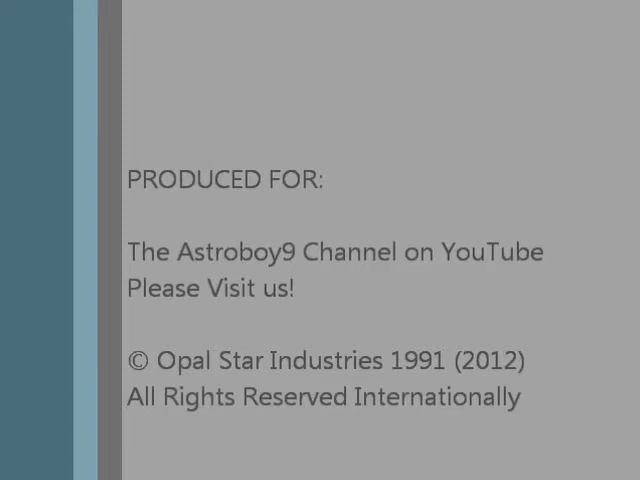 PRODUCED FOR:
The Astroboy9 Channel on YouTube
Please Visit us!
© Opal Star Industries 1991 (2012)
All Rights Reserved Internationally